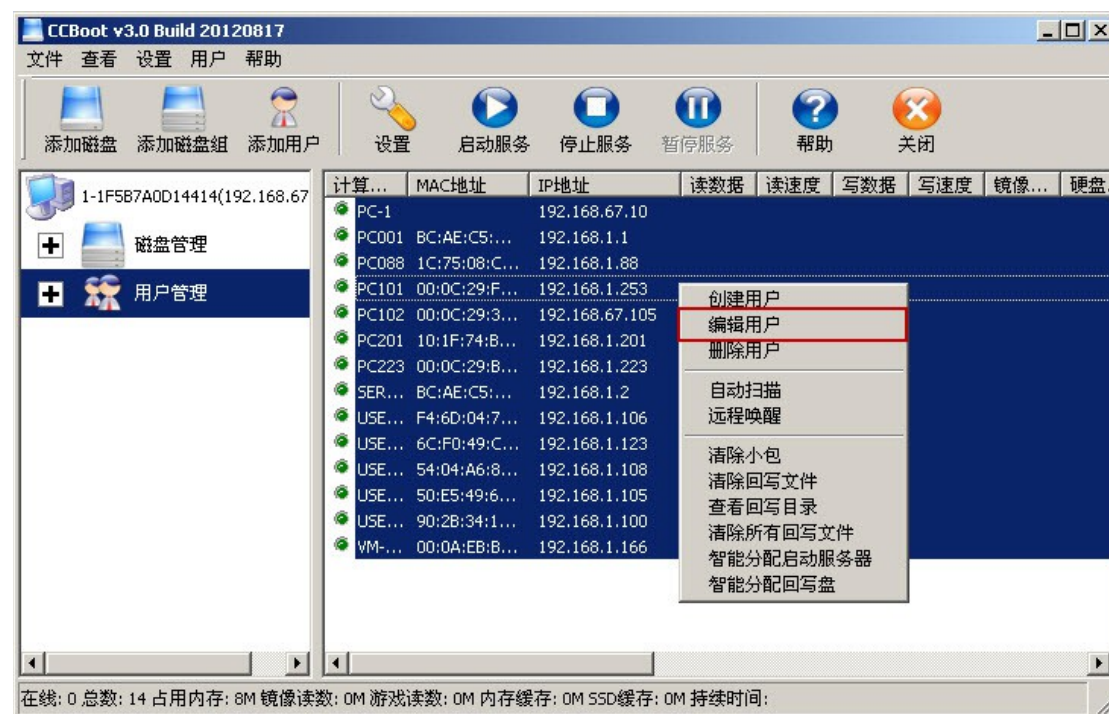 CCBoot v3.0 Build 20120817
文件 查看 设置 用户 帮助
添加磁盘 添加磁盘组 添加用户 设置 启动服务 停止服务 暂停服务 帮助 关闭
1-1F5B7A0D14414(192.168.67
磁盘管理
用户管理
计算... MAC地址 IP地址 读数据 读速度 写数据 写速度 镜像... 硬盘
PC-1 192.168.67.10
PC001 BC:AE:C5:... 192.168.1.1
PC088 1C:75:08:C... 192.168.1.88
PC101 00:0C:29:F... 192.168.1.253
PC102 00:0C:29:3... 192.168.67.105
PC201 10:1F:74:B... 192.168.1.201
PC223 00:0C:29:B... 192.168.1.223
SER... BC:AE:C5:... 192.168.1.2
USE... F4:6D:04:7... 192.168.1.106
USE... 6C:F0:49:C... 192.168.1.123
USE... 54:04:A6:8... 192.168.1.108
USE... 50:E5:49:6... 192.168.1.105
USE... 90:2B:34:1... 192.168.1.100
VM-... 00:0A:EB:B... 192.168.1.166
创建用户
编辑用户
删除用户
自动扫描
远程唤醒
清除小包
清除回写文件
查看回写目录
清除所有回写文件
智能分配启动服务器
智能分配回写盘
在线: 0 总数: 14 占用内存: 8M 镜像读数: 0M 游戏读数: 0M 内存缓存: 0M SSD缓存: 0M 持续时间: